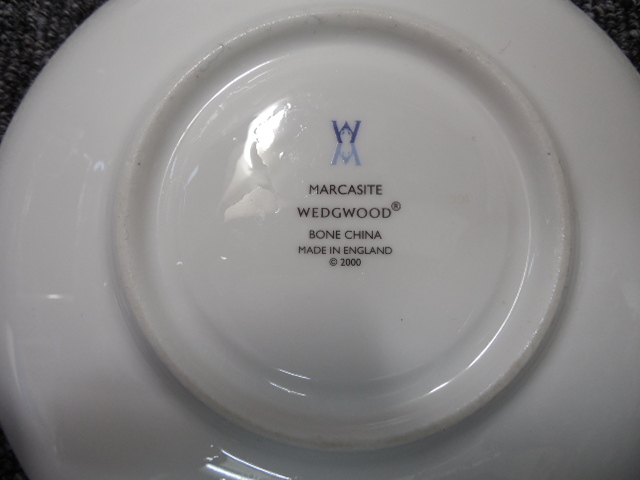 W
MARCASITE
WEDGWOOD®
BONE CHINA
MADE IN ENGLAND
© 2000